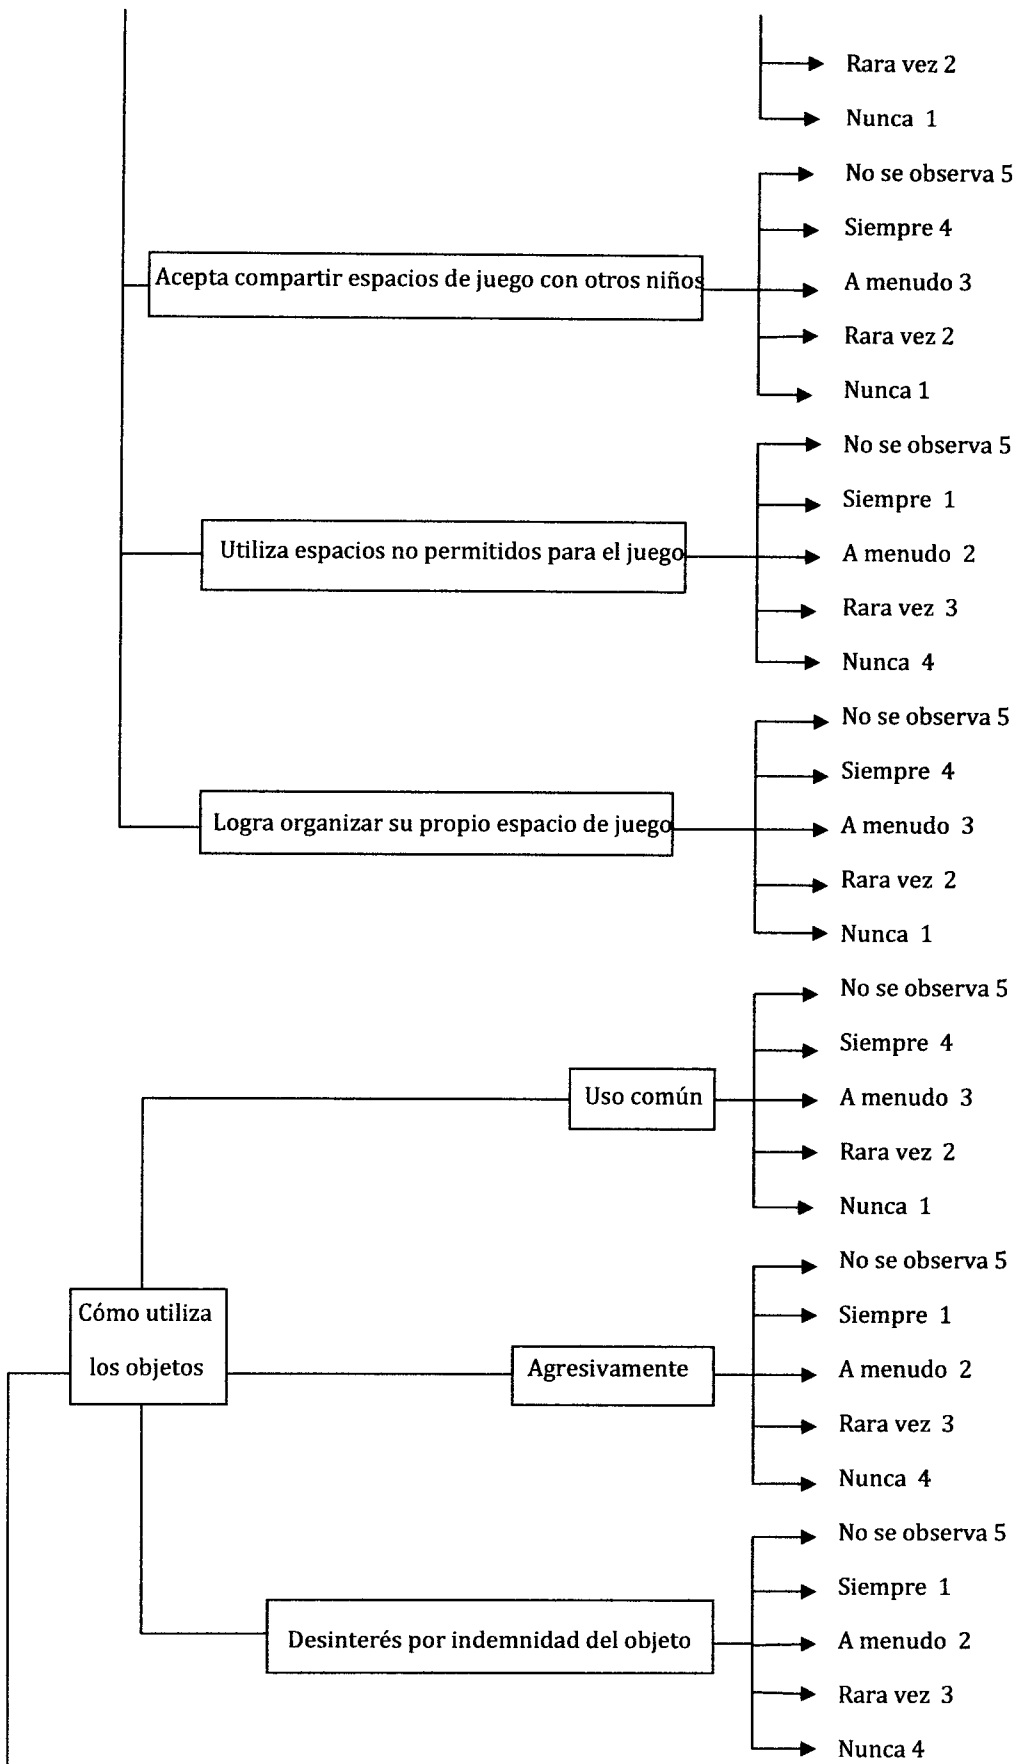 Rara vez 2
Nunca 1
No se observa 5
Siempre 4
Acepta compartir espacios de juego con otros niños
A menudo 3
Rara vez 2
Nunca 1
No se observa 5
Siempre 1
Utiliza espacios no permitidos para el juego
A menudo 2
Rara vez 3
Nunca 4
No se observa 5
Siempre 4
Logra organizar su propio espacio de juego
A menudo 3
Rara vez 2
Nunca 1
No se observa 5
Siempre 4
Uso común
A menudo 3
Rara vez 2
Nunca 1
Cómo utiliza
los objetos
No se observa 5
Siempre 1
Agresivamente
A menudo 2
Rara vez 3
Nunca 4
No se observa 5
Siempre 1
Desinterés por indemnidad del objeto
A menudo 2
Rara vez 3
Nunca 4